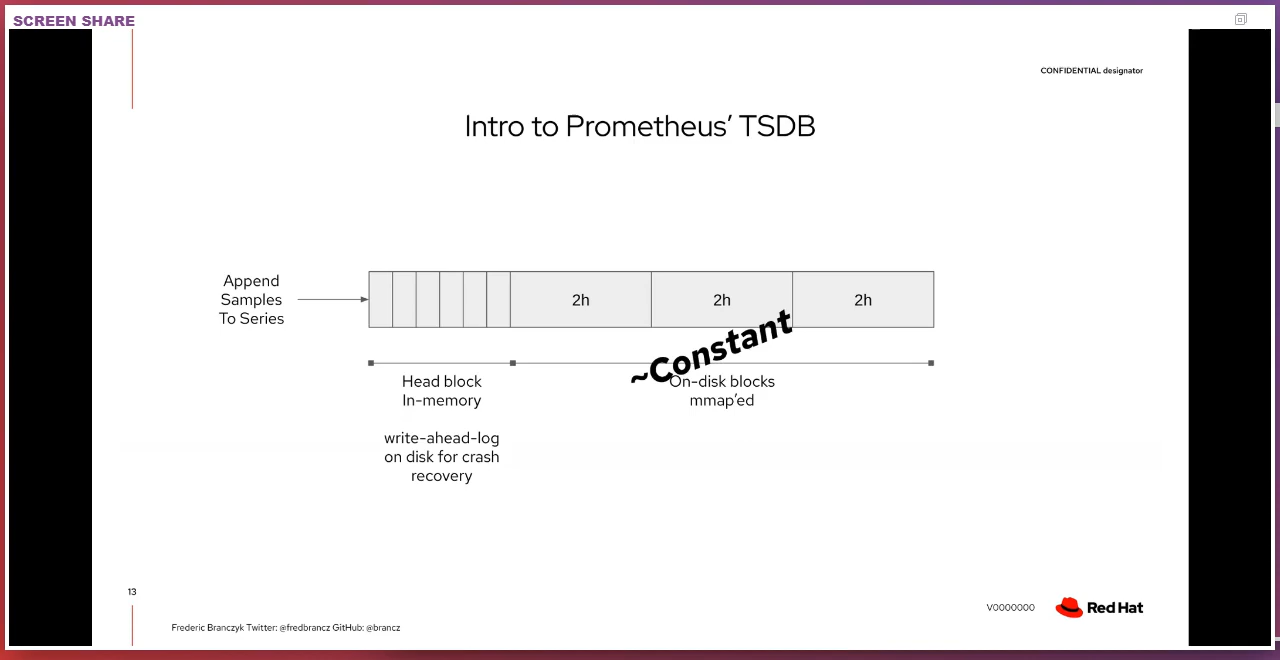 SCREEN SHARE
CONFIDENTIAL designator
Intro to Prometheus’ TSDB
Append
Samples
To Series
2h
2h
2h
~Constant
Head block
In-memory
On-disk blocks
mmap’ed
write-ahead-log
on disk for crash
recovery
13
V0000000
Red Hat
Frederic Branczyk Twitter: @fredbrancz GitHub: @brancz